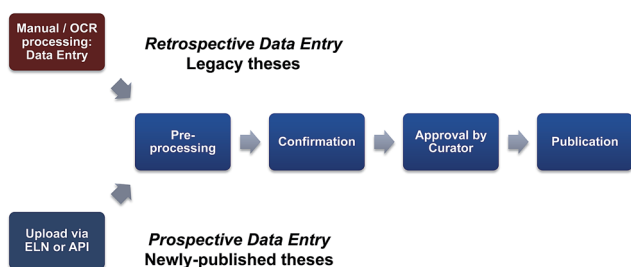 Manual / OCR
processing:
Data Entry
Retrospective Data Entry
Legacy theses
Pre-
processing
Confirmation
Approval by
Curator
Publication
Upload via
ELN or API
Prospective Data Entry
Newly-published theses